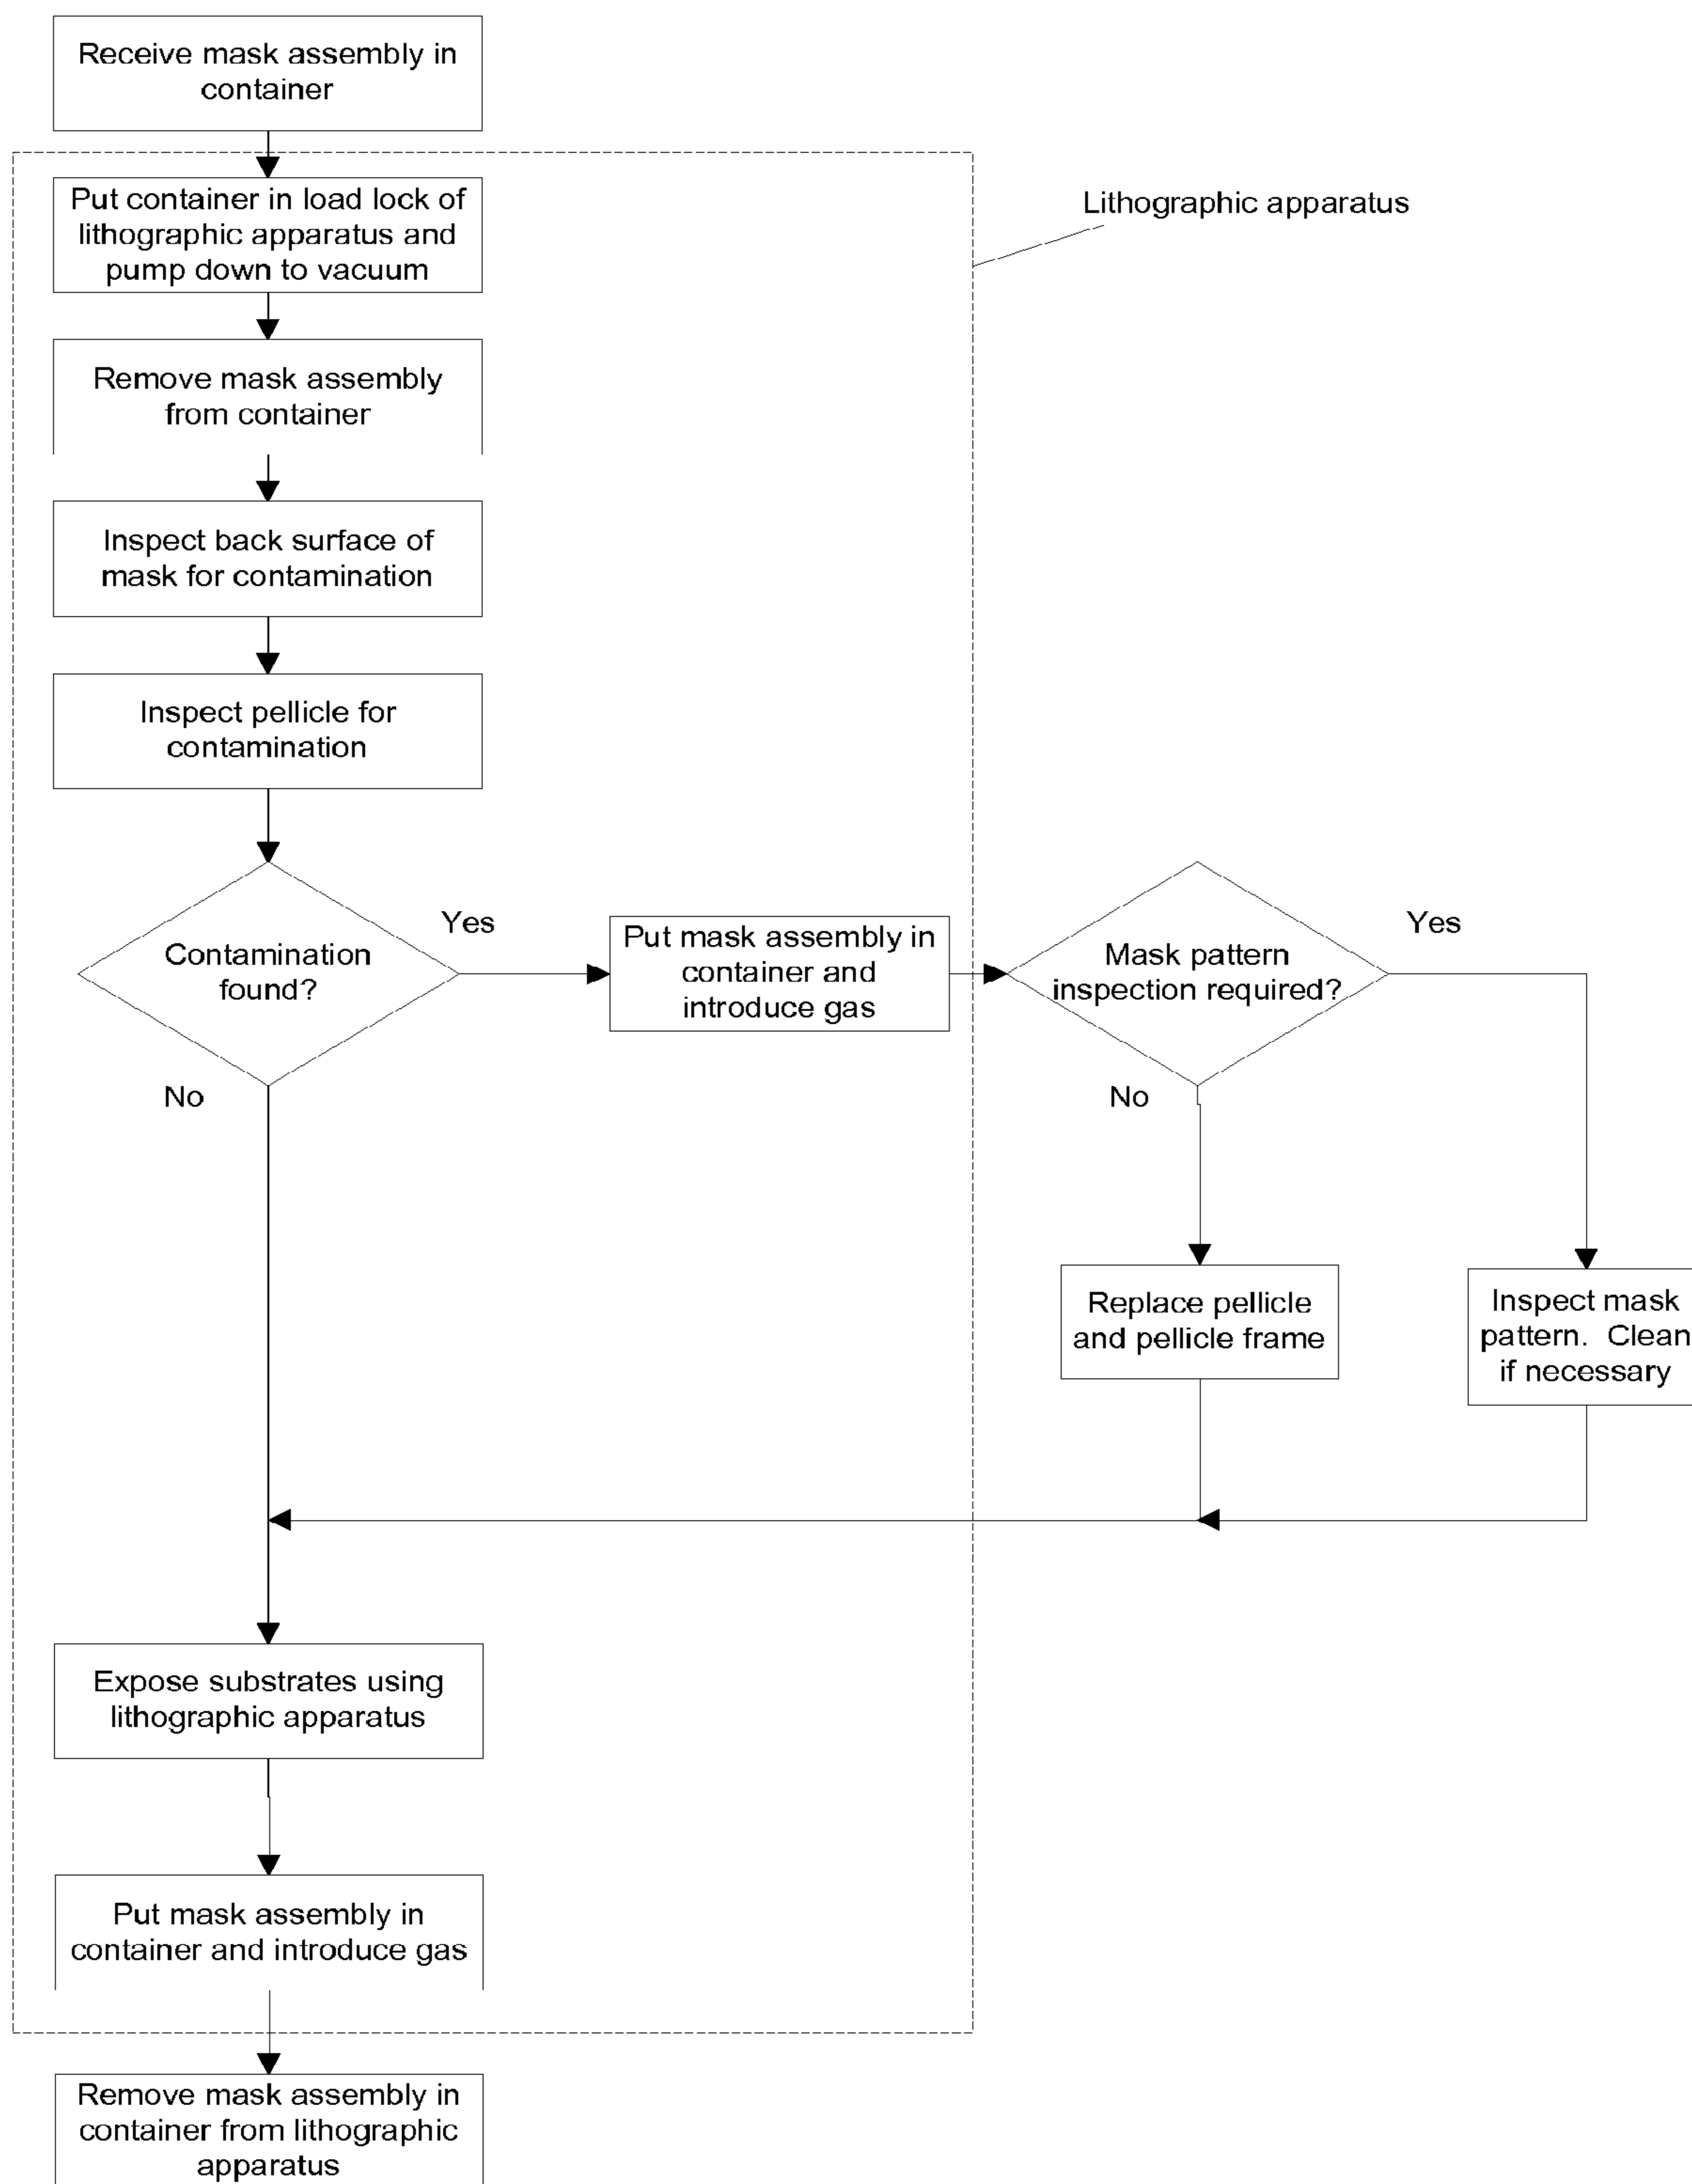 Receive mask assembly in
container
Put container in load lock of
lithographic apparatus and
pump down to vacuum
Lithographic apparatus
Remove mask assembly
from container
Inspect back surface of
mask for contamination
Inspect pellicle for
contamination
Contamination
found?
Yes
No
Put mask assembly in
container and
introduce gas
Mask pattern
inspection required?
Yes
No
Replace pellicle
and pellicle frame
Inspect mask
pattern. Clean
if necessary
Expose substrates using
lithographic apparatus
Put mask assembly in
container and introduce gas
Remove mask assembly in
container from lithographic
apparatus